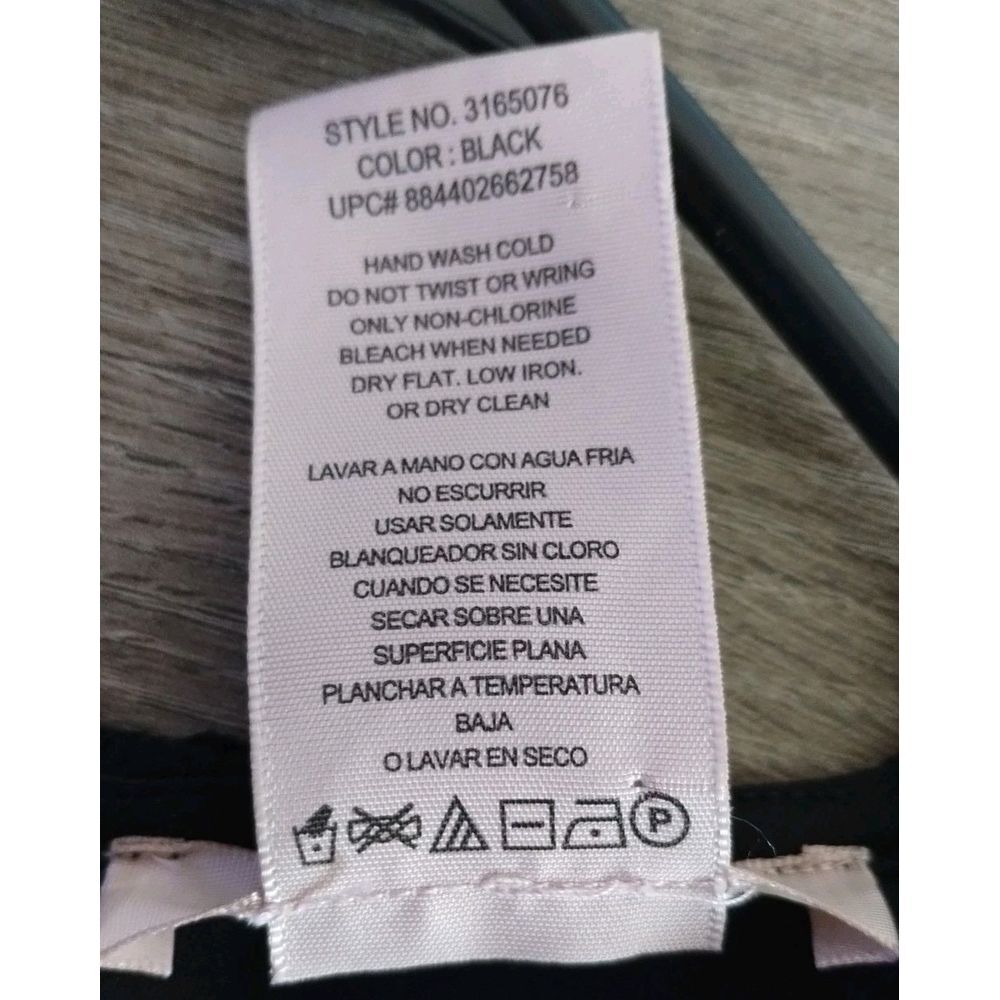 STYLE NO. 3165076
COLOR : BLACK
UPC# 884402662758
HAND WASH COLD
DO NOT TWIST OR WRING
ONLY NON-CHLORINE
BLEACH WHEN NEEDED
DRY FLAT. LOW IRON.
OR DRY CLEAN
LAVAR A MANO CON AGUA FRIA
NO ESCURRIR
USAR SOLAMENTE
BLANQUEADOR SIN CLORO
CUANDO SE NECESITE
SECAR SOBRE UNA
SUPERFICIE PLANA
PLANCHAR A TEMPERATURA
BAJA
O LAVAR EN SECO
P